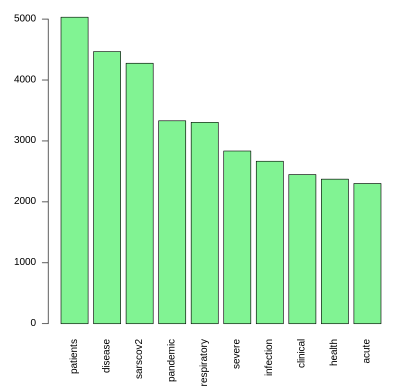 5000
4000
3000
2000
1000
0
patients
disease
sarscov2
pandemic
respiratory
severe
infection
clinical
health
acute